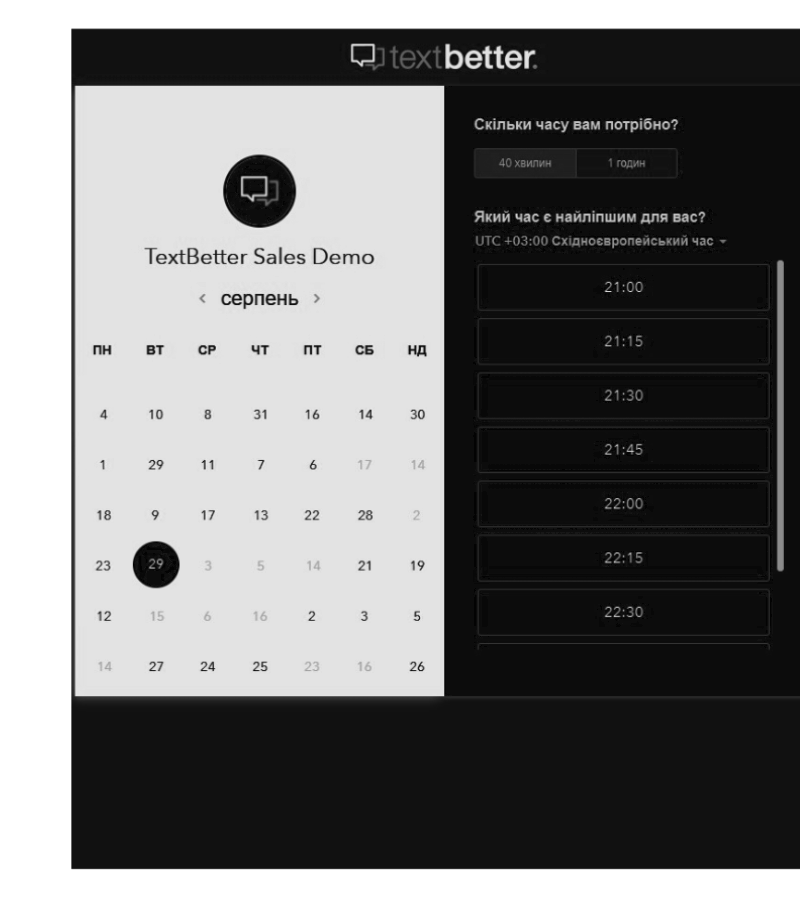 textbetter.
TextBetter Sales Demo
< серпень >
ПН ВТ СР ЧТ ПТ СБ НД
4 10 8 31 16 14 30
1 29 11 7 6 17 14
18 9 17 13 22 28 2
23 29 3 5 14 21 19
12 15 6 16 2 3 5
14 27 24 25 23 16 26
Скільки часу вам потрібно?
40 хвилин 1 годин
Який час є найліпшим для вас?
UTC +03:00 Східноєвропейський час
21:00
21:15
21:30
21:45
22:00
22:15
22:30